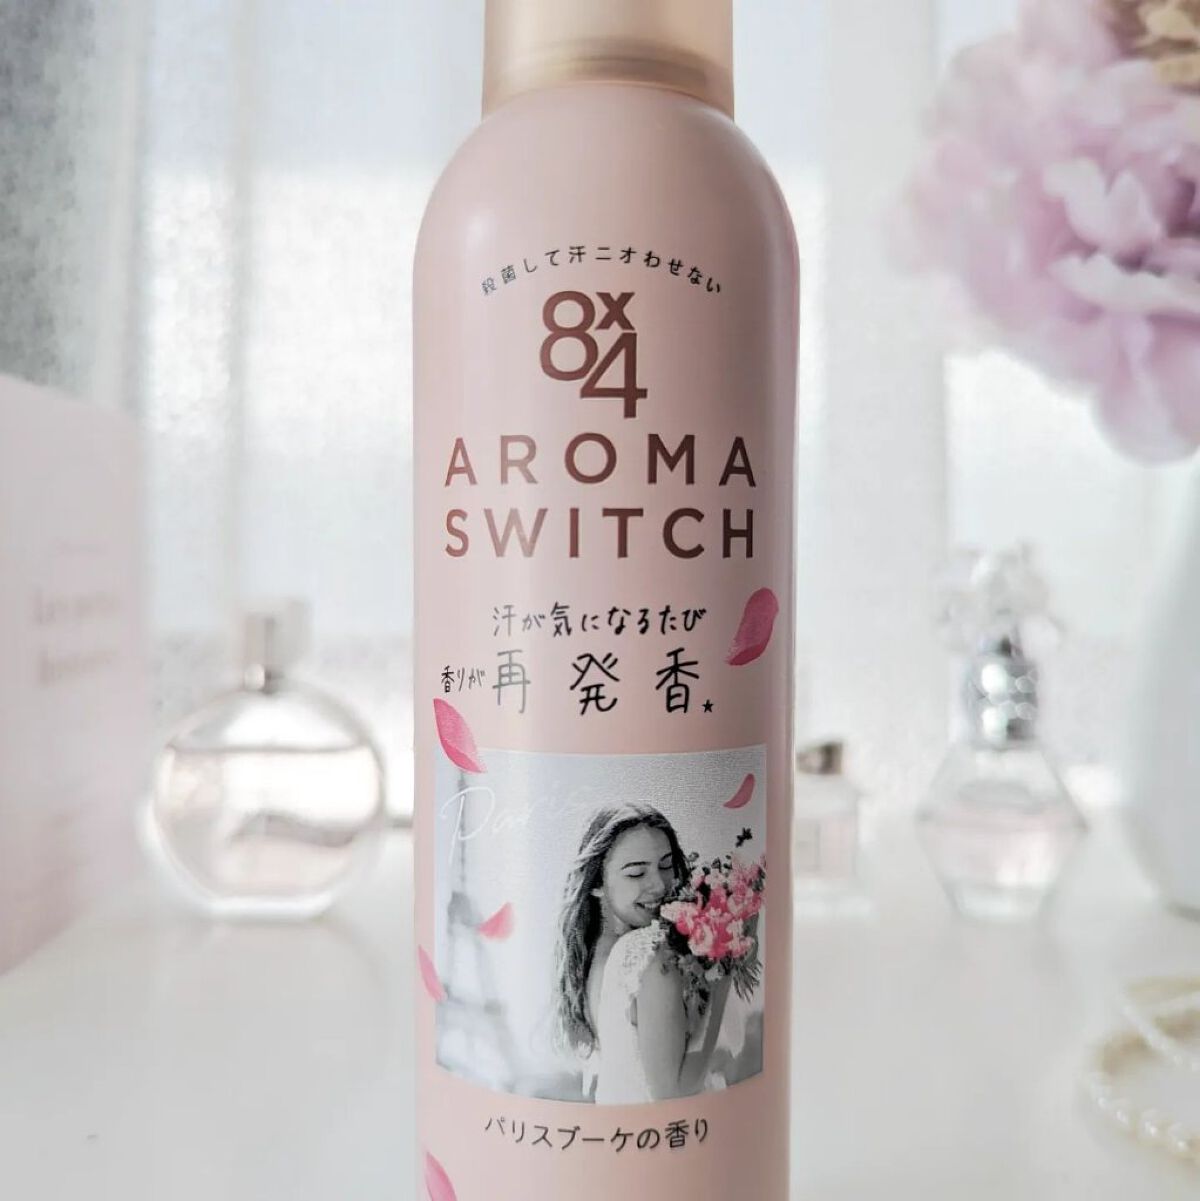 殺菌して汗ニオわせない
8x4
AROMA
SWITCH
汗が気になるたび
香りが再発香★
Paris
パリスブーケの香り